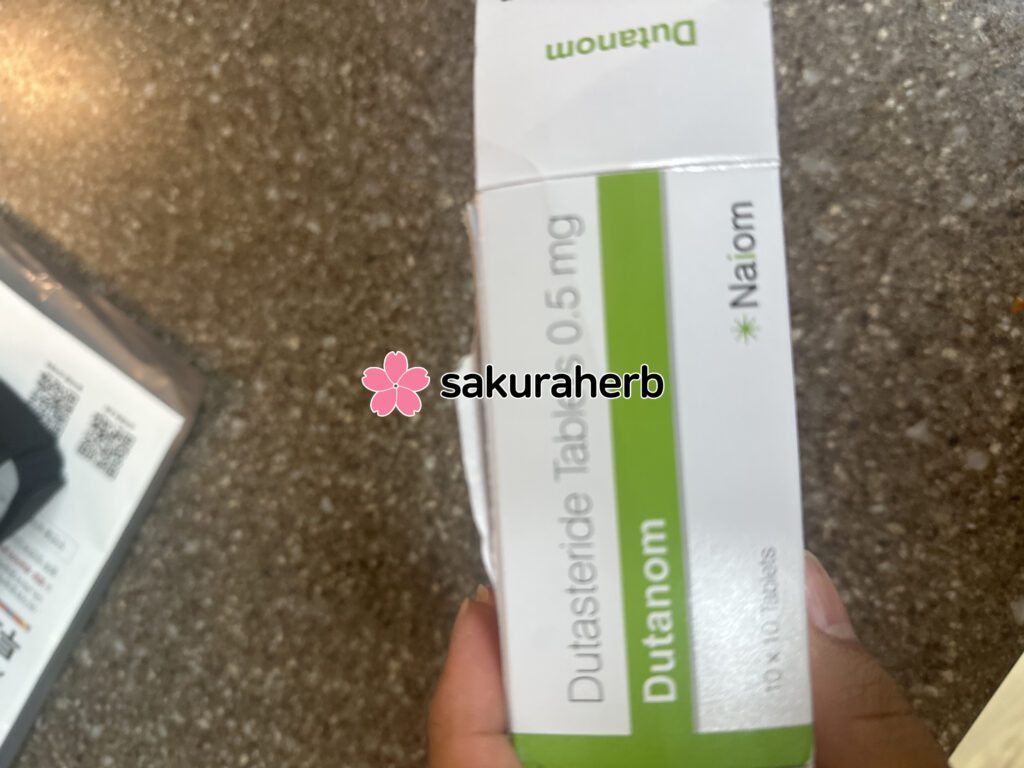 Dutanom
Dutasteride Tablets 0.5 mg
Dutanom
Naiom
10 x 10 Tablets
sakuraherb